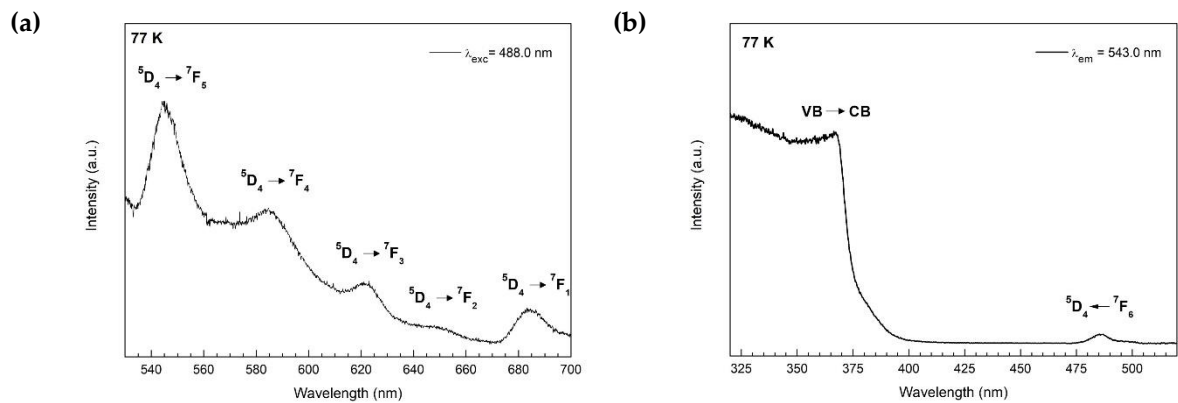 (a)
77 K
λexc= 488.0 nm
⁵D₄ → ⁷F₅
⁵D₄ → ⁷F₄
⁵D₄ → ⁷F₃
⁵D₄ → ⁷F₂
⁵D₄ → ⁷F₁
Intensity (a.u.)
540 560 580 600 620 640 660 680 700
Wavelength (nm)
(b)
77 K
λem = 543.0 nm
VB → CB
⁵D₄ ← ⁷F₆
Intensity (a.u.)
325 350 375 400 425 450 475 500
Wavelength (nm)